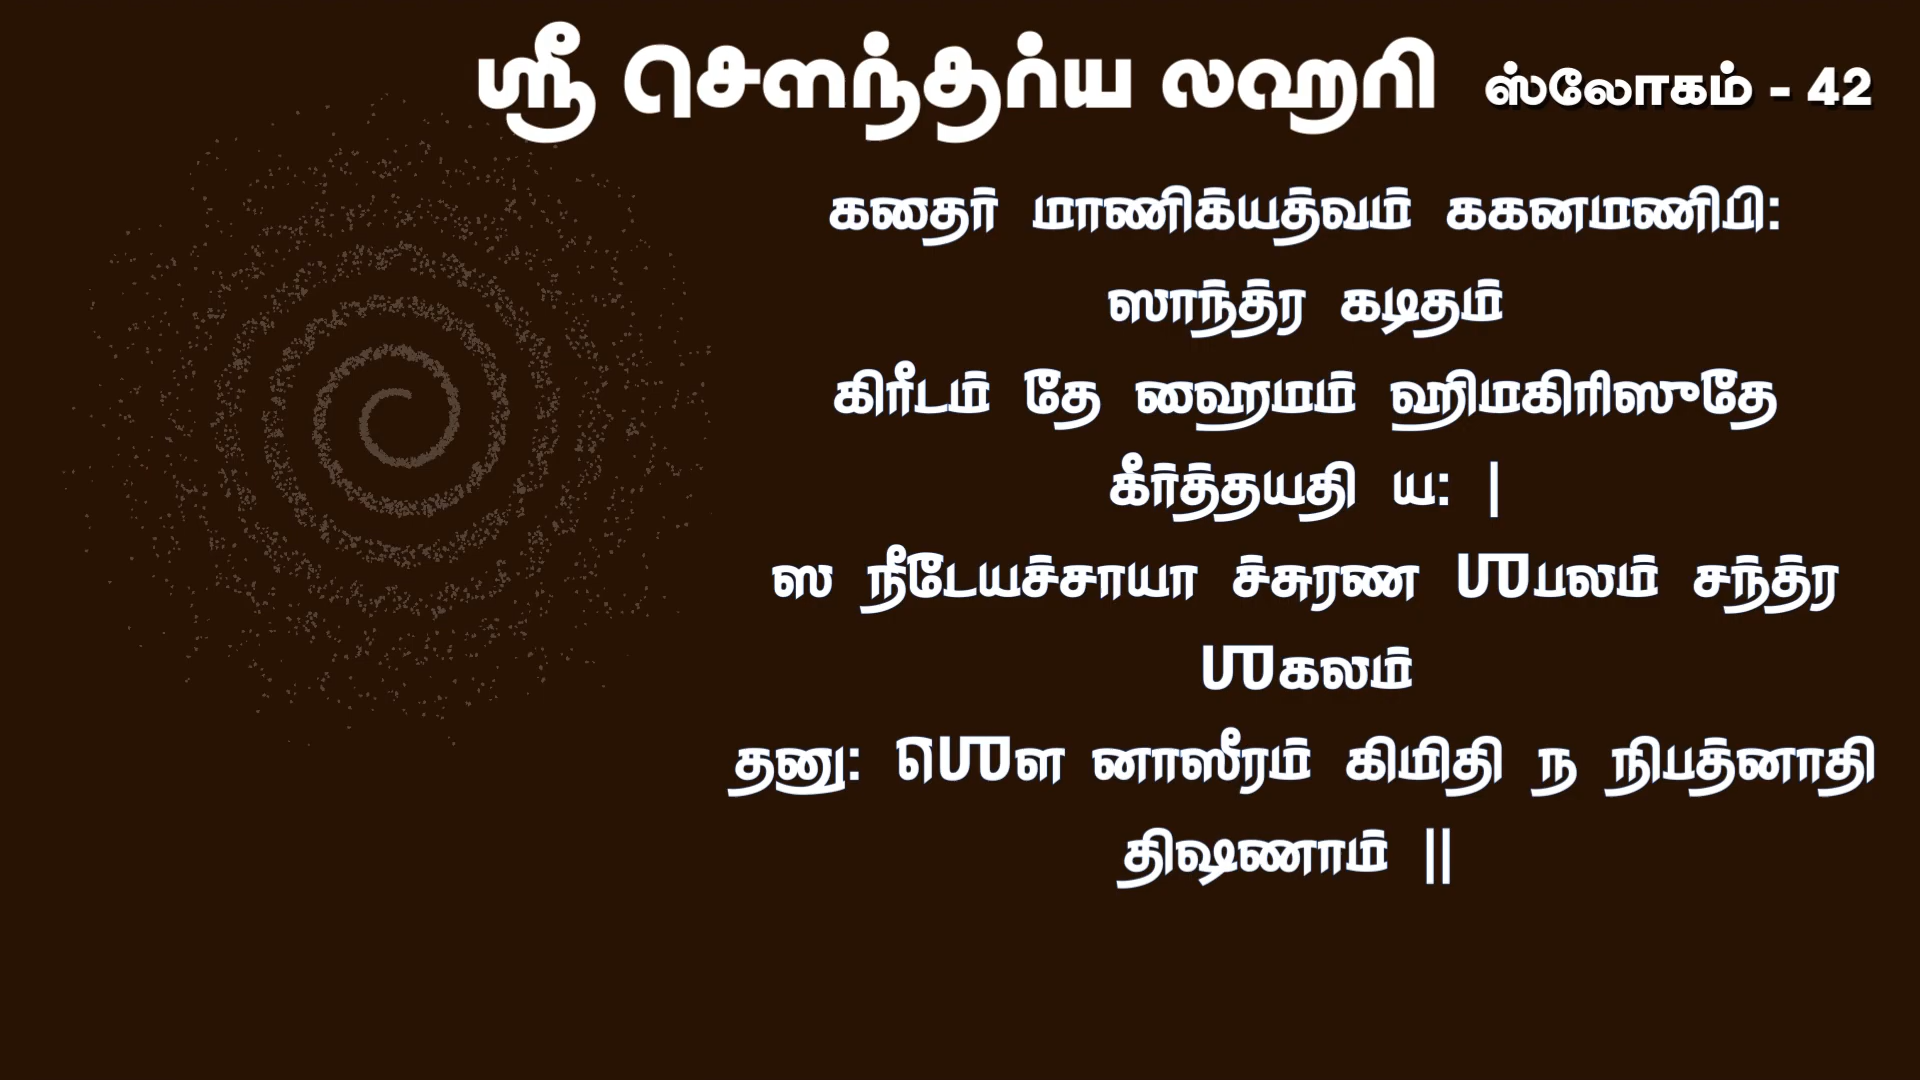 ஸ்ரீ சௌந்தர்ய லஹரி ஸ்லோகம் - 42
கதைர் மாணிக்யத்வம் ககனமணிபி:
ஸாந்த்ர கடிதம்
கிரீடம் தே ஹைமம் ஹிமகிரிஸுதே
கீர்த்தயதி ய: |
ஸ நீடேயச்சாயா ச்சுரண ஶபலம் சந்த்ர
ஶகலம்
தனு: ஶௌ னாஸீரம் கிமிதி ந நிபத்னாதி
திஷணாம் ||